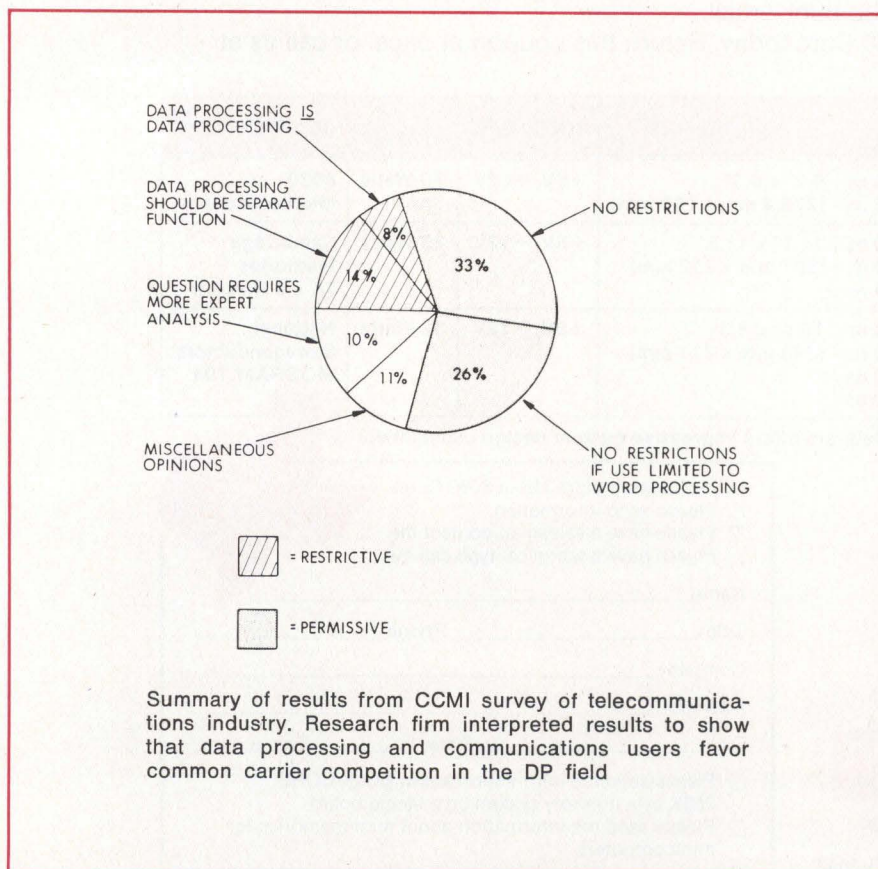 DATA PROCESSING IS
DATA PROCESSING
DATA PROCESSING
SHOULD BE SEPARATE
FUNCTION
QUESTION REQUIRES
MORE EXPERT
ANALYSIS
MISCELLANEOUS
OPINIONS
8%
14%
10%
11%
33%
26%
NO RESTRICTIONS
NO RESTRICTIONS
IF USE LIMITED TO
WORD PROCESSING
= RESTRICTIVE
= PERMISSIVE
Summary of results from CCMI survey of telecommunica-
tions industry. Research firm interpreted results to show
that data processing and communications users favor
common carrier competition in the DP field